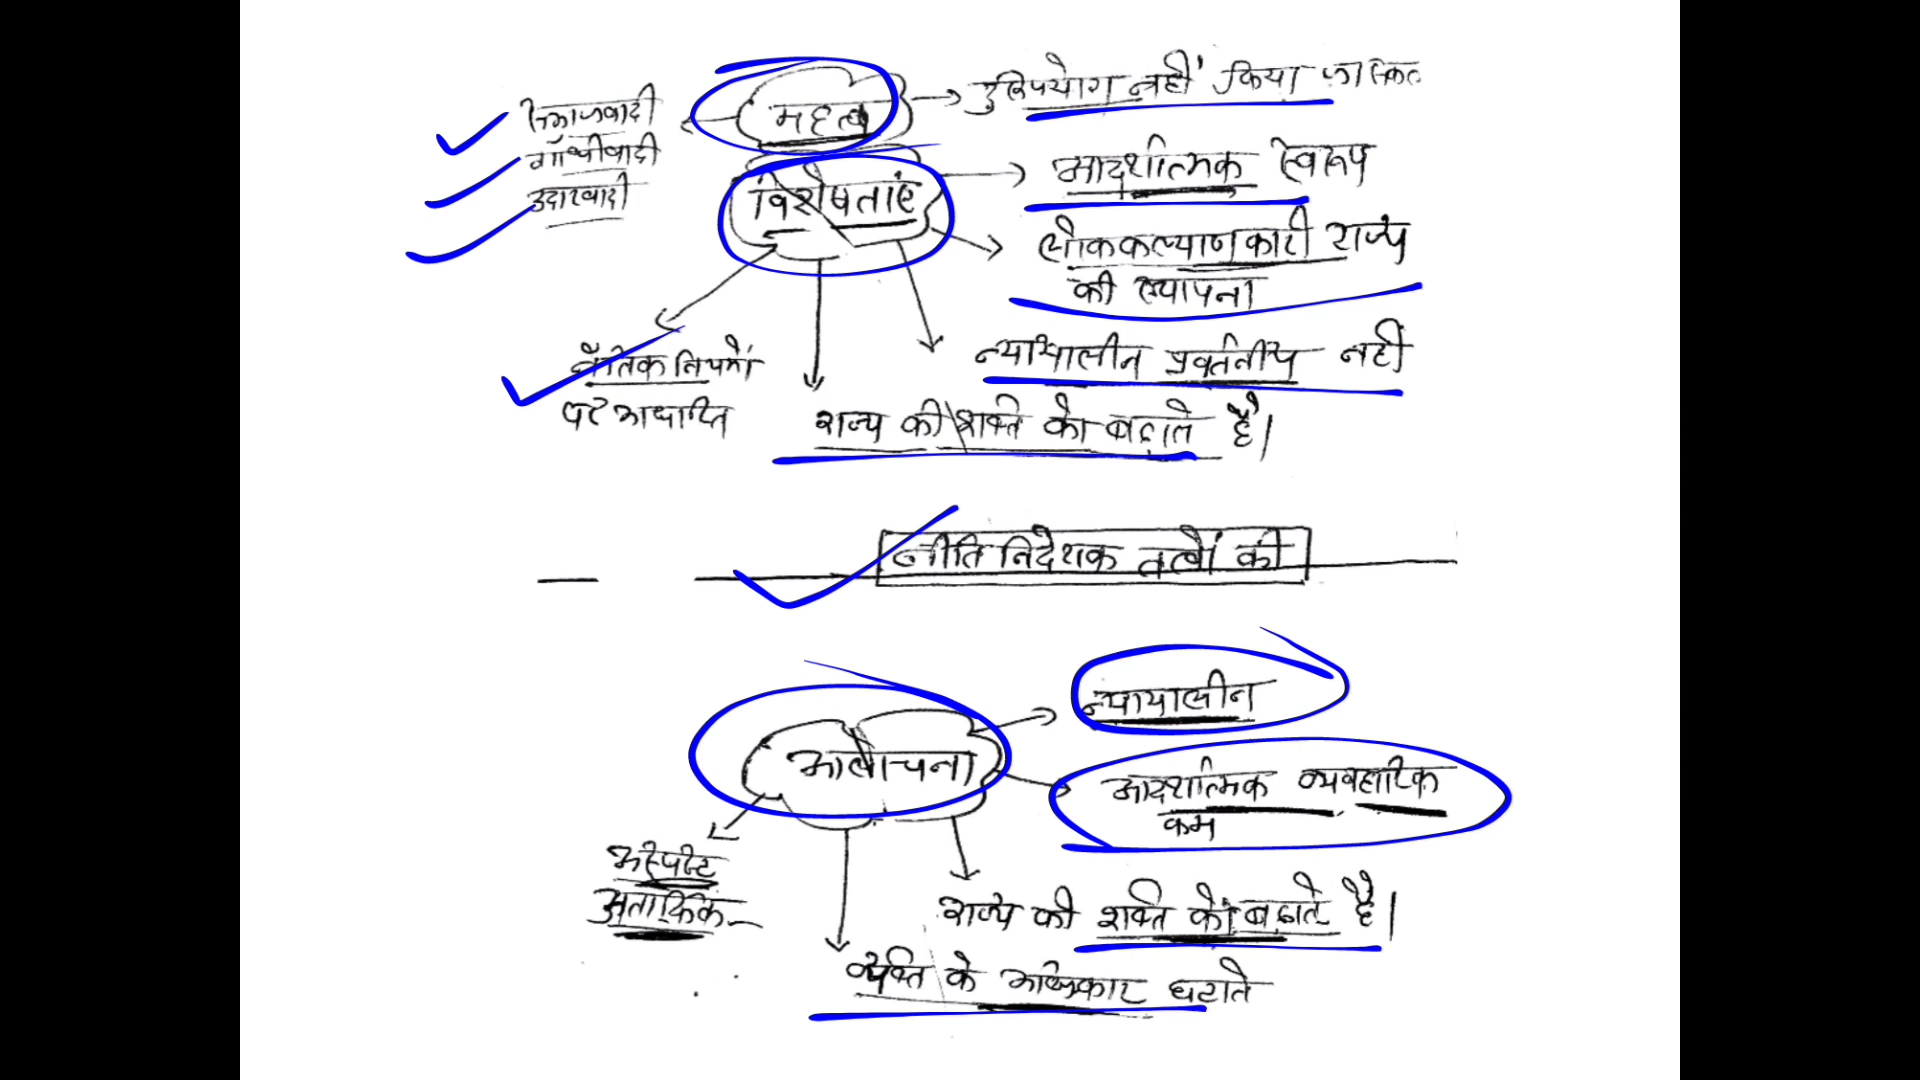 महत्व
दुरुपयोग नहीं किया जा सकता
समाजवादी
गाँधीवादी
उदारवादी
विशेषताएं
आदर्शात्मक स्वरूप
लोककल्याणकारी राज्य
की स्थापना
न्यायालीन प्रवर्तनीय नहीं
नैतिक नियमों
पर आधारित
राज्य की शक्ति को बढ़ाते है।
नीति निदेशक तत्वों की
आलोचना
न्यायालीन
आदर्शात्मक व्यवहारिक
कम
अस्पष्ट
अतार्किक
राज्य की शक्ति को बढाते है।
व्यक्ति के अधिकार घटाते